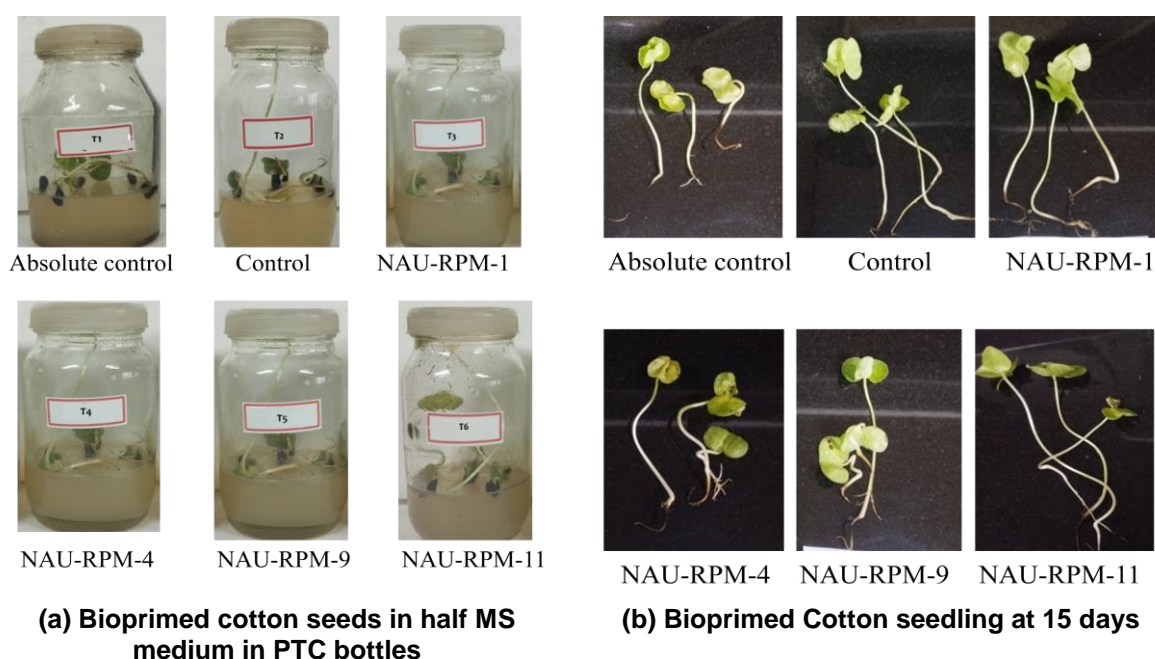 T1
T2
T3
Absolute control
Control
NAU-RPM-1
T4
T5
T6
NAU-RPM-4
NAU-RPM-9
NAU-RPM-11
(a) Bioprimed cotton seeds in half MS
medium in PTC bottles
Absolute control
Control
NAU-RPM-1
NAU-RPM-4
NAU-RPM-9
NAU-RPM-11
(b) Bioprimed Cotton seedling at 15 days